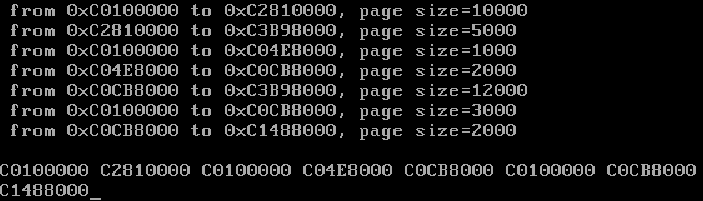 from 0xC0100000 to 0xC2810000, page size=10000
from 0xC2810000 to 0xC3B98000, page size=5000
from 0xC0100000 to 0xC04E8000, page size=1000
from 0xC04E8000 to 0xC0CB8000, page size=2000
from 0xC0CB8000 to 0xC3B98000, page size=12000
from 0xC0100000 to 0xC0CB8000, page size=3000
from 0xC0CB8000 to 0xC1488000, page size=2000
C0100000 C2810000 C0100000 C04E8000 C0CB8000 C0100000 C0CB8000
C1488000_